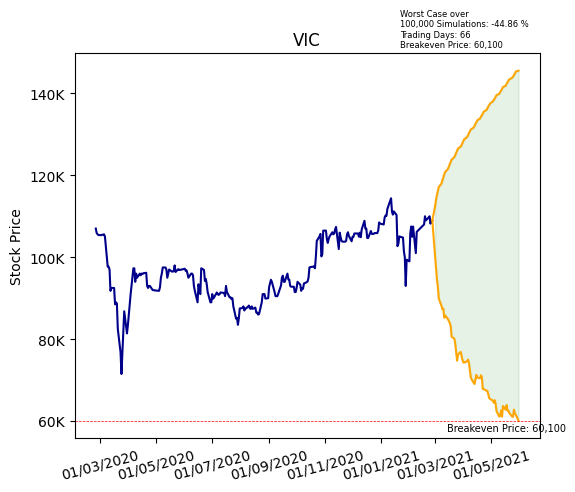 Worst Case over
100,000 Simulations: -44.86 %
Trading Days: 66
Breakeven Price: 60,100
VIC
Stock Price
140K
120K
100K
80K
60K
Breakeven Price: 60,100
01/03/2020
01/05/2020
01/07/2020
01/09/2020
01/11/2020
01/01/2021
01/03/2021
01/05/2021